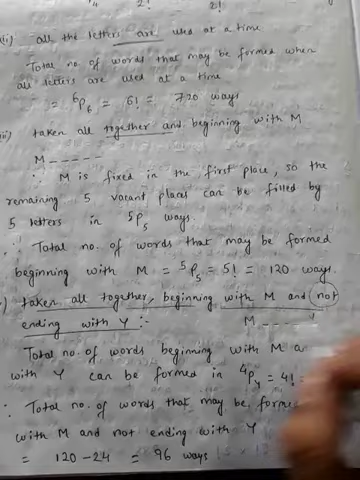 4 2! 2!
(ii) all the letters are used at a time.
Total no. of words that may be formed when
all letters are used at a time
= ⁶P₆ = 6! = 720 ways
iii) taken all together and beginning with M
M _ _ _ _ _
∵ M is fixed in the first place, so the
remaining 5 vacant places can be filled by
5 letters in ⁵P₅ ways.
∴ Total no. of words that may be formed
beginning with M = ⁵P₅ = 5! = 120 ways.
) taken all together, beginning with M and not
ending with Y :-
M _ _ _ _
Total no. of words beginning with M a
with Y can be formed in ⁴P₄ = 4! =
∴ Total no. of words that may be forme
with M and not ending with Y
= 120 - 24 = 96 ways